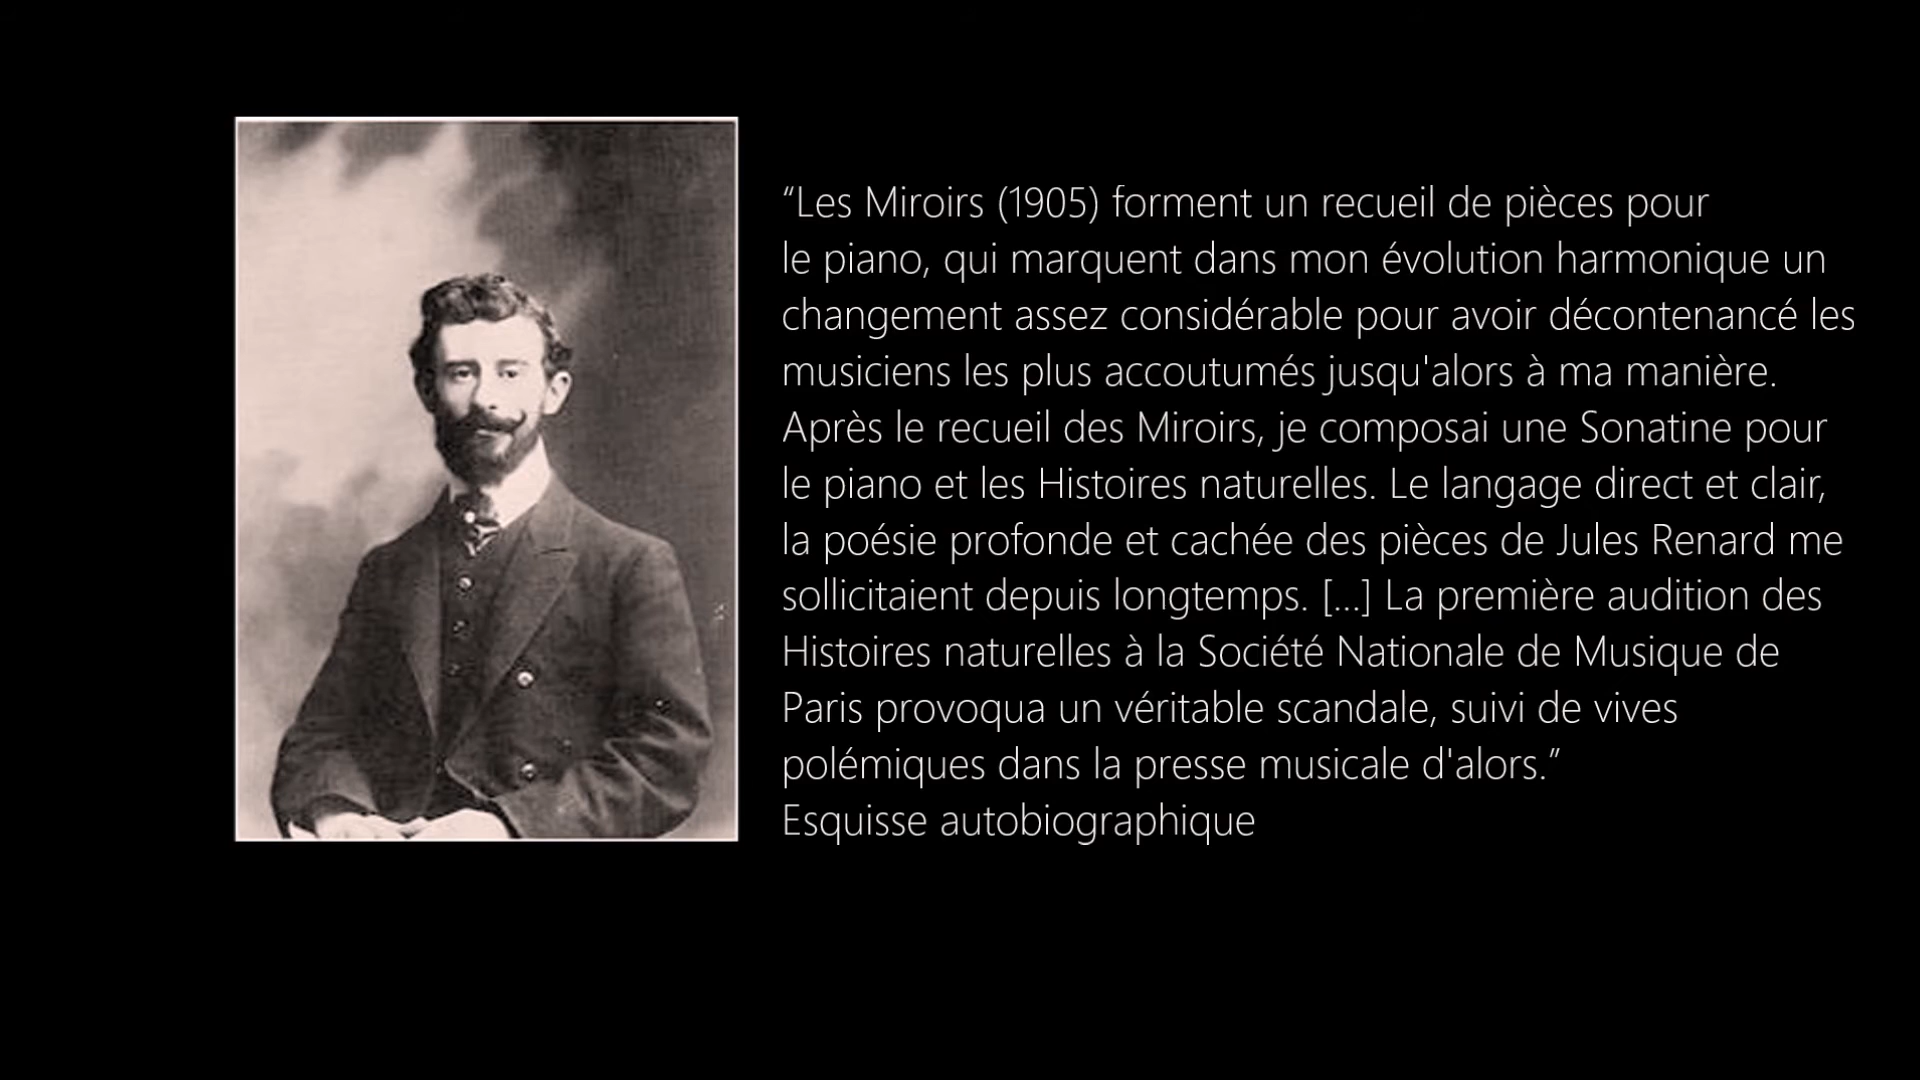 “Les Miroirs (1905) forment un recueil de pièces pour
le piano, qui marquent dans mon évolution harmonique un
changement assez considérable pour avoir décontenancé les
musiciens les plus accoutumés jusqu'alors à ma manière.
Après le recueil des Miroirs, je composai une Sonatine pour
le piano et les Histoires naturelles. Le langage direct et clair,
la poésie profonde et cachée des pièces de Jules Renard me
sollicitaient depuis longtemps. [...] La première audition des
Histoires naturelles à la Société Nationale de Musique de
Paris provoqua un véritable scandale, suivi de vives
polémiques dans la presse musicale d'alors.”
Esquisse autobiographique